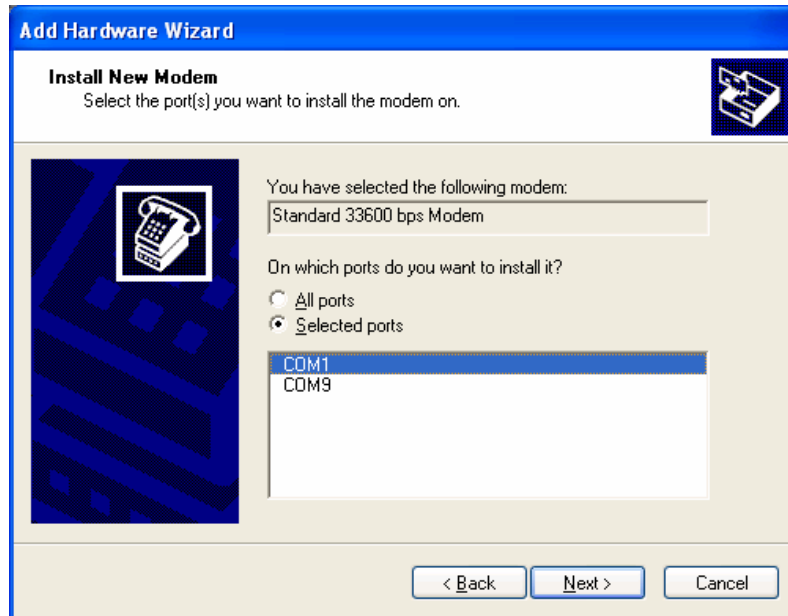 Add Hardware Wizard
Install New Modem
Select the port(s) you want to install the modem on.
You have selected the following modem:
Standard 33600 bps Modem
On which ports do you want to install it?
All ports
Selected ports
COM1
COM9
< Back Next > Cancel